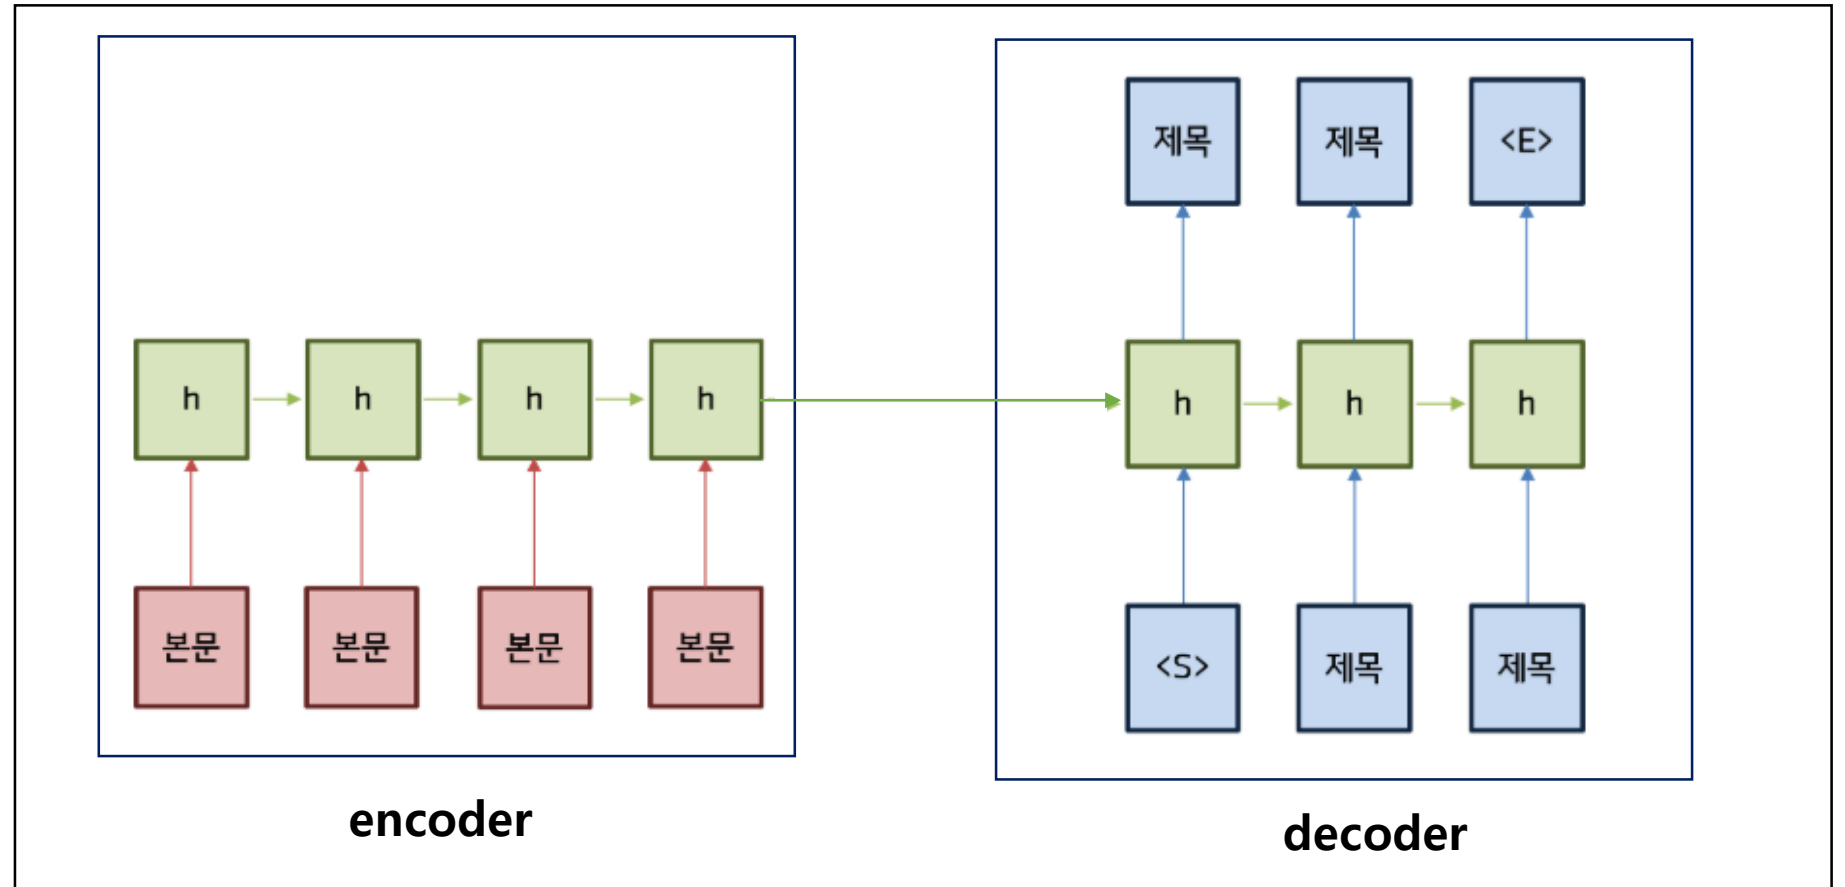 제목 제목 <E>
h h h h h h h
본문 본문 본문 본문 <S> 제목 제목
encoder
decoder